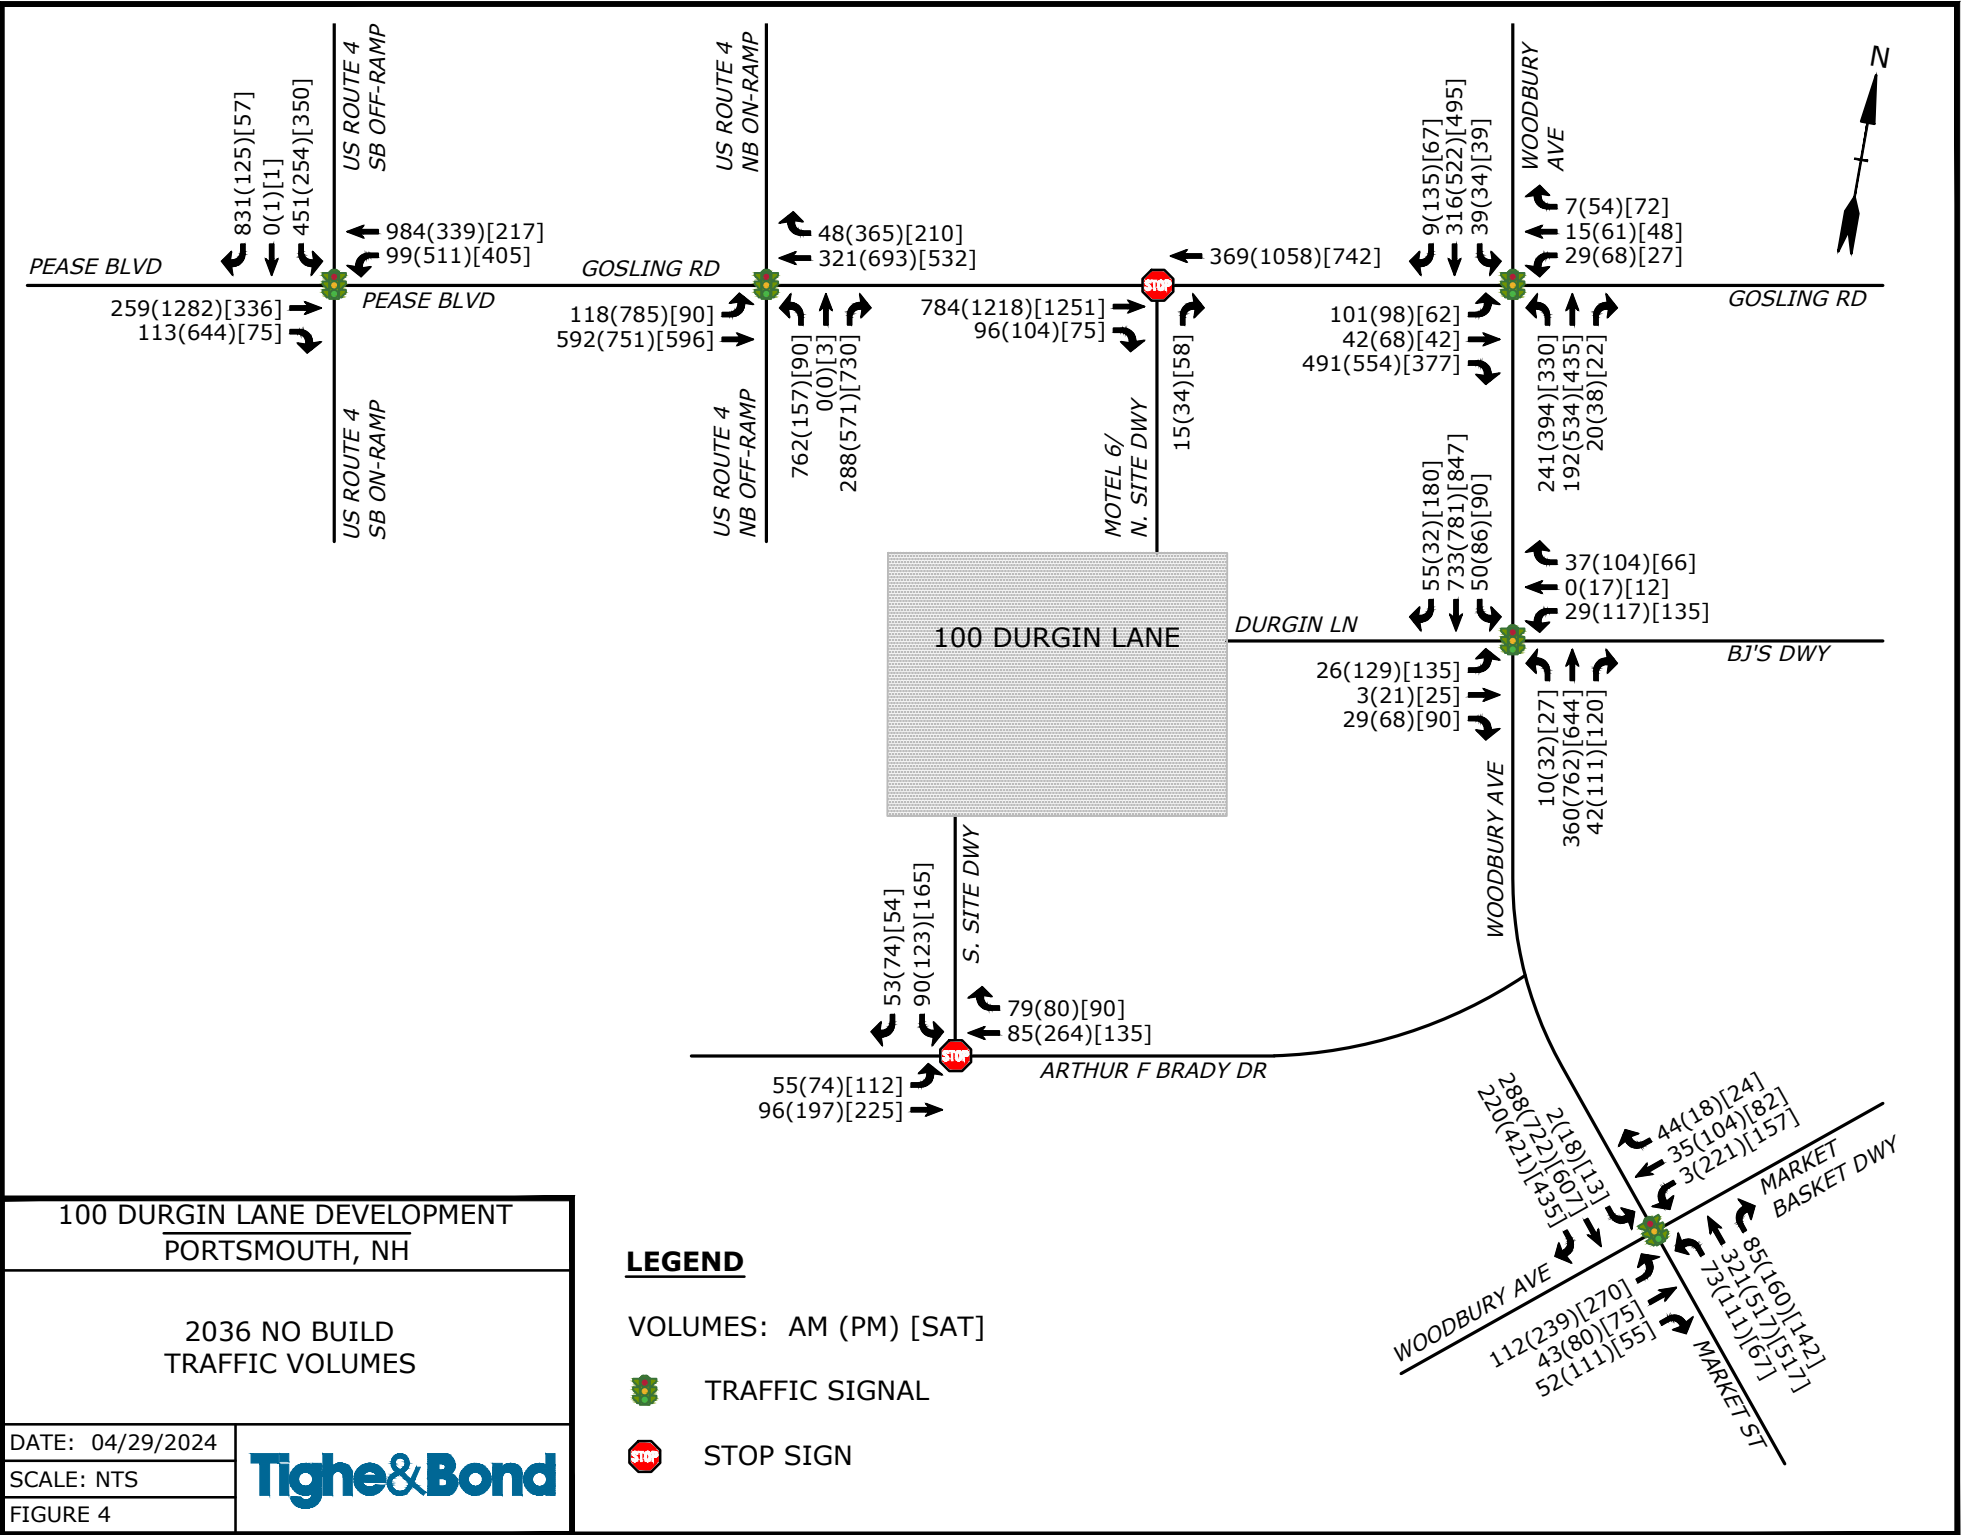 US ROUTE 4
SB OFF-RAMP
831(125)[57]
0(1)[1]
451(254)[350]
984(339)[217]
99(511)[405]
PEASE BLVD
PEASE BLVD
259(1282)[336]
113(644)[75]
US ROUTE 4
SB ON-RAMP
US ROUTE 4
NB ON-RAMP
48(365)[210]
321(693)[532]
GOSLING RD
118(785)[90]
592(751)[596]
762(157)[90]
0(0)[3]
288(571)[730]
US ROUTE 4
NB OFF-RAMP
369(1058)[742]
784(1218)[1251]
96(104)[75]
15(34)[58]
MOTEL 6/
N. SITE DWY
WOODBURY
AVE
9(135)[67]
316(522)[495]
39(34)[39]
7(54)[72]
15(61)[48]
29(68)[27]
GOSLING RD
101(98)[62]
42(68)[42]
491(554)[377]
241(394)[330]
192(534)[435]
20(38)[22]
N
STOP
55(32)[180]
733(781)[847]
50(86)[90]
37(104)[66]
0(17)[12]
29(117)[135]
100 DURGIN LANE
DURGIN LN
BJ'S DWY
26(129)[135]
3(21)[25]
29(68)[90]
10(32)[27]
360(762)[644]
42(111)[120]
WOODBURY AVE
S. SITE DWY
53(74)[54]
90(123)[165]
79(80)[90]
85(264)[135]
STOP
ARTHUR F BRADY DR
55(74)[112]
96(197)[225]
2(18)[13]
288(722)[607]
220(421)[435]
44(18)[24]
35(104)[82]
3(221)[157]
MARKET
BASKET DWY
WOODBURY AVE
112(239)[270]
43(80)[75]
52(111)[55]
85(160)[142]
321(517)[517]
73(111)[67]
MARKET ST
100 DURGIN LANE DEVELOPMENT
PORTSMOUTH, NH
2036 NO BUILD
TRAFFIC VOLUMES
DATE: 04/29/2024
SCALE: NTS
FIGURE 4
Tighe&Bond
LEGEND
VOLUMES: AM (PM) [SAT]
TRAFFIC SIGNAL
STOP
STOP SIGN